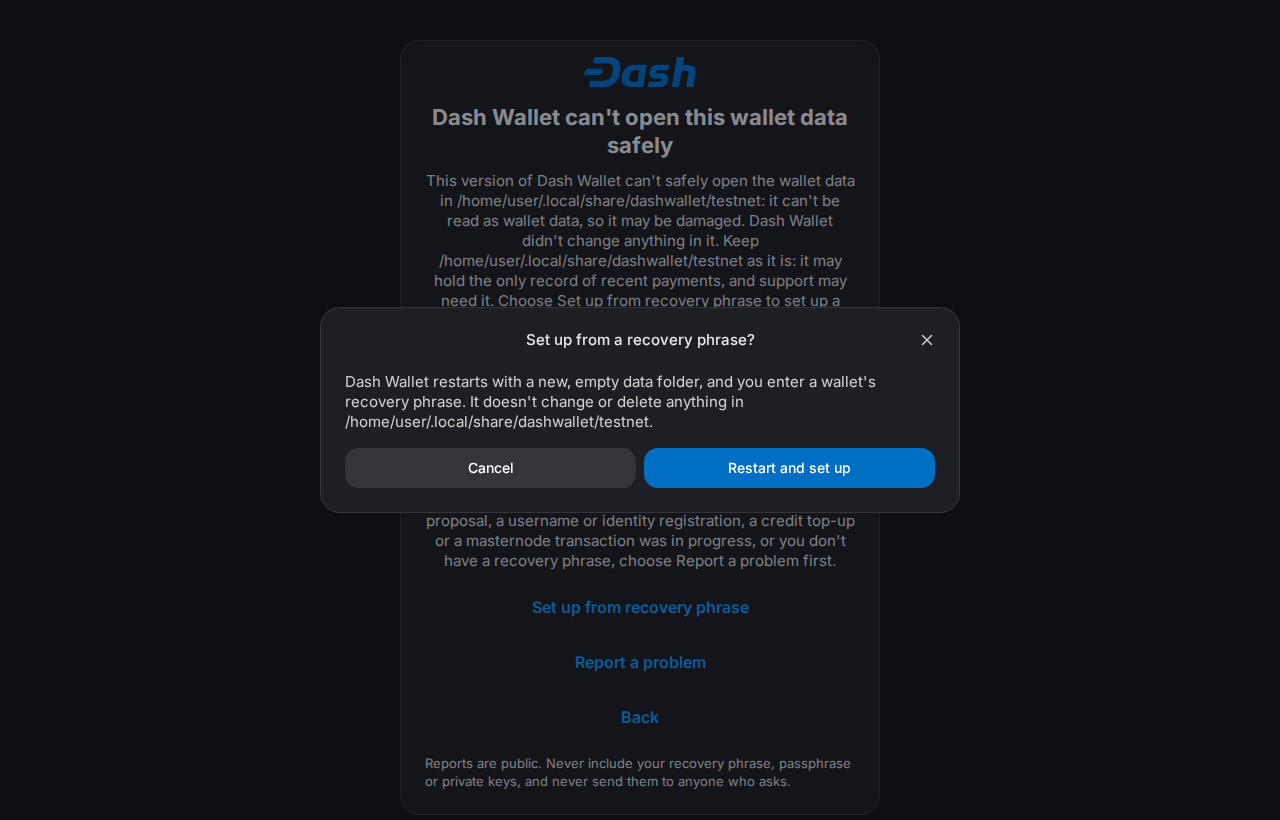 Dash
Dash Wallet can't open this wallet data
safely
This version of Dash Wallet can't safely open the wallet data
in /home/user/.local/share/dashwallet/testnet: it can't be
read as wallet data, so it may be damaged. Dash Wallet
didn't change anything in it. Keep
/home/user/.local/share/dashwallet/testnet as it is: it may
hold the only record of recent payments, and support may
need it. Choose Set up from recovery phrase to set up a
Set up from a recovery phrase?
Dash Wallet restarts with a new, empty data folder, and you enter a wallet's
recovery phrase. It doesn't change or delete anything in
/home/user/.local/share/dashwallet/testnet.
Cancel
Restart and set up
proposal, a username or identity registration, a credit top-up
or a masternode transaction was in progress, or you don't
have a recovery phrase, choose Report a problem first.
Set up from recovery phrase
Report a problem
Back
Reports are public. Never include your recovery phrase, passphrase
or private keys, and never send them to anyone who asks.